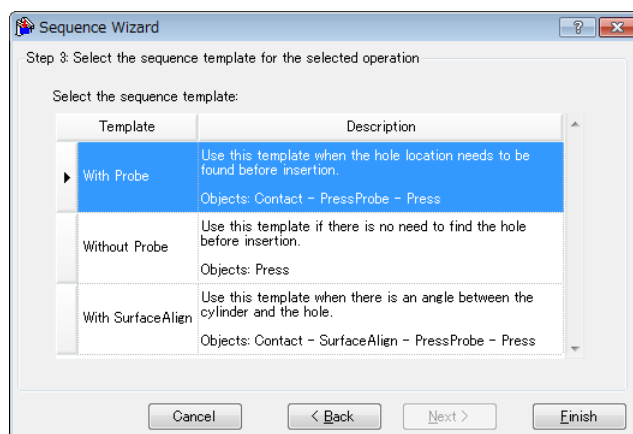 Sequence Wizard
Step 3: Select the sequence template for the selected operation
Select the sequence template:
Template Description
With Probe
Use this template when the hole location needs to be
found before insertion.
Objects: Contact - PressProbe - Press
Without Probe
Use this template if there is no need to find the hole
before insertion.
Objects: Press
With SurfaceAlign
Use this template when there is an angle between the
cylinder and the hole.
Objects: Contact - SurfaceAlign - PressProbe - Press
Cancel < Back Next > Finish